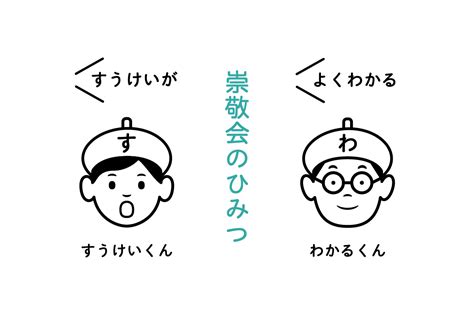 すうけいが
よくわかる
崇敬会のひみつ
す
わ
すうけいくん
わかるくん